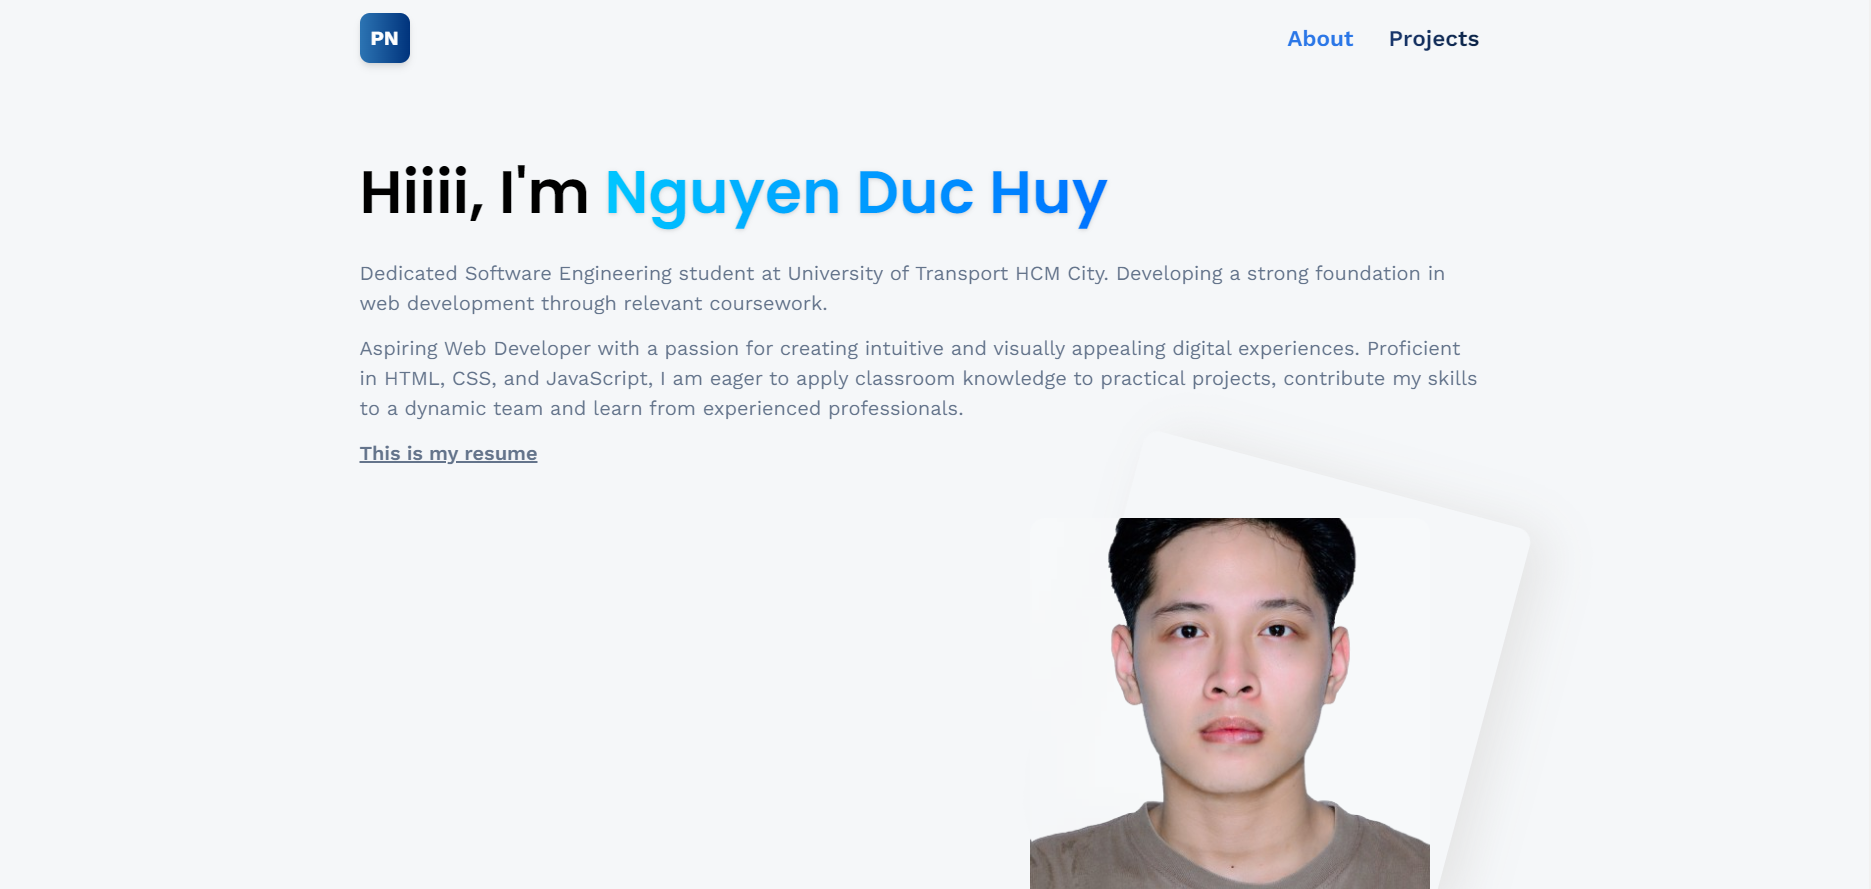 PN
About Projects
Hiiii, I'm Nguyen Duc Huy
Dedicated Software Engineering student at University of Transport HCM City. Developing a strong foundation in
web development through relevant coursework.
Aspiring Web Developer with a passion for creating intuitive and visually appealing digital experiences. Proficient
in HTML, CSS, and JavaScript, I am eager to apply classroom knowledge to practical projects, contribute my skills
to a dynamic team and learn from experienced professionals.
This is my resume